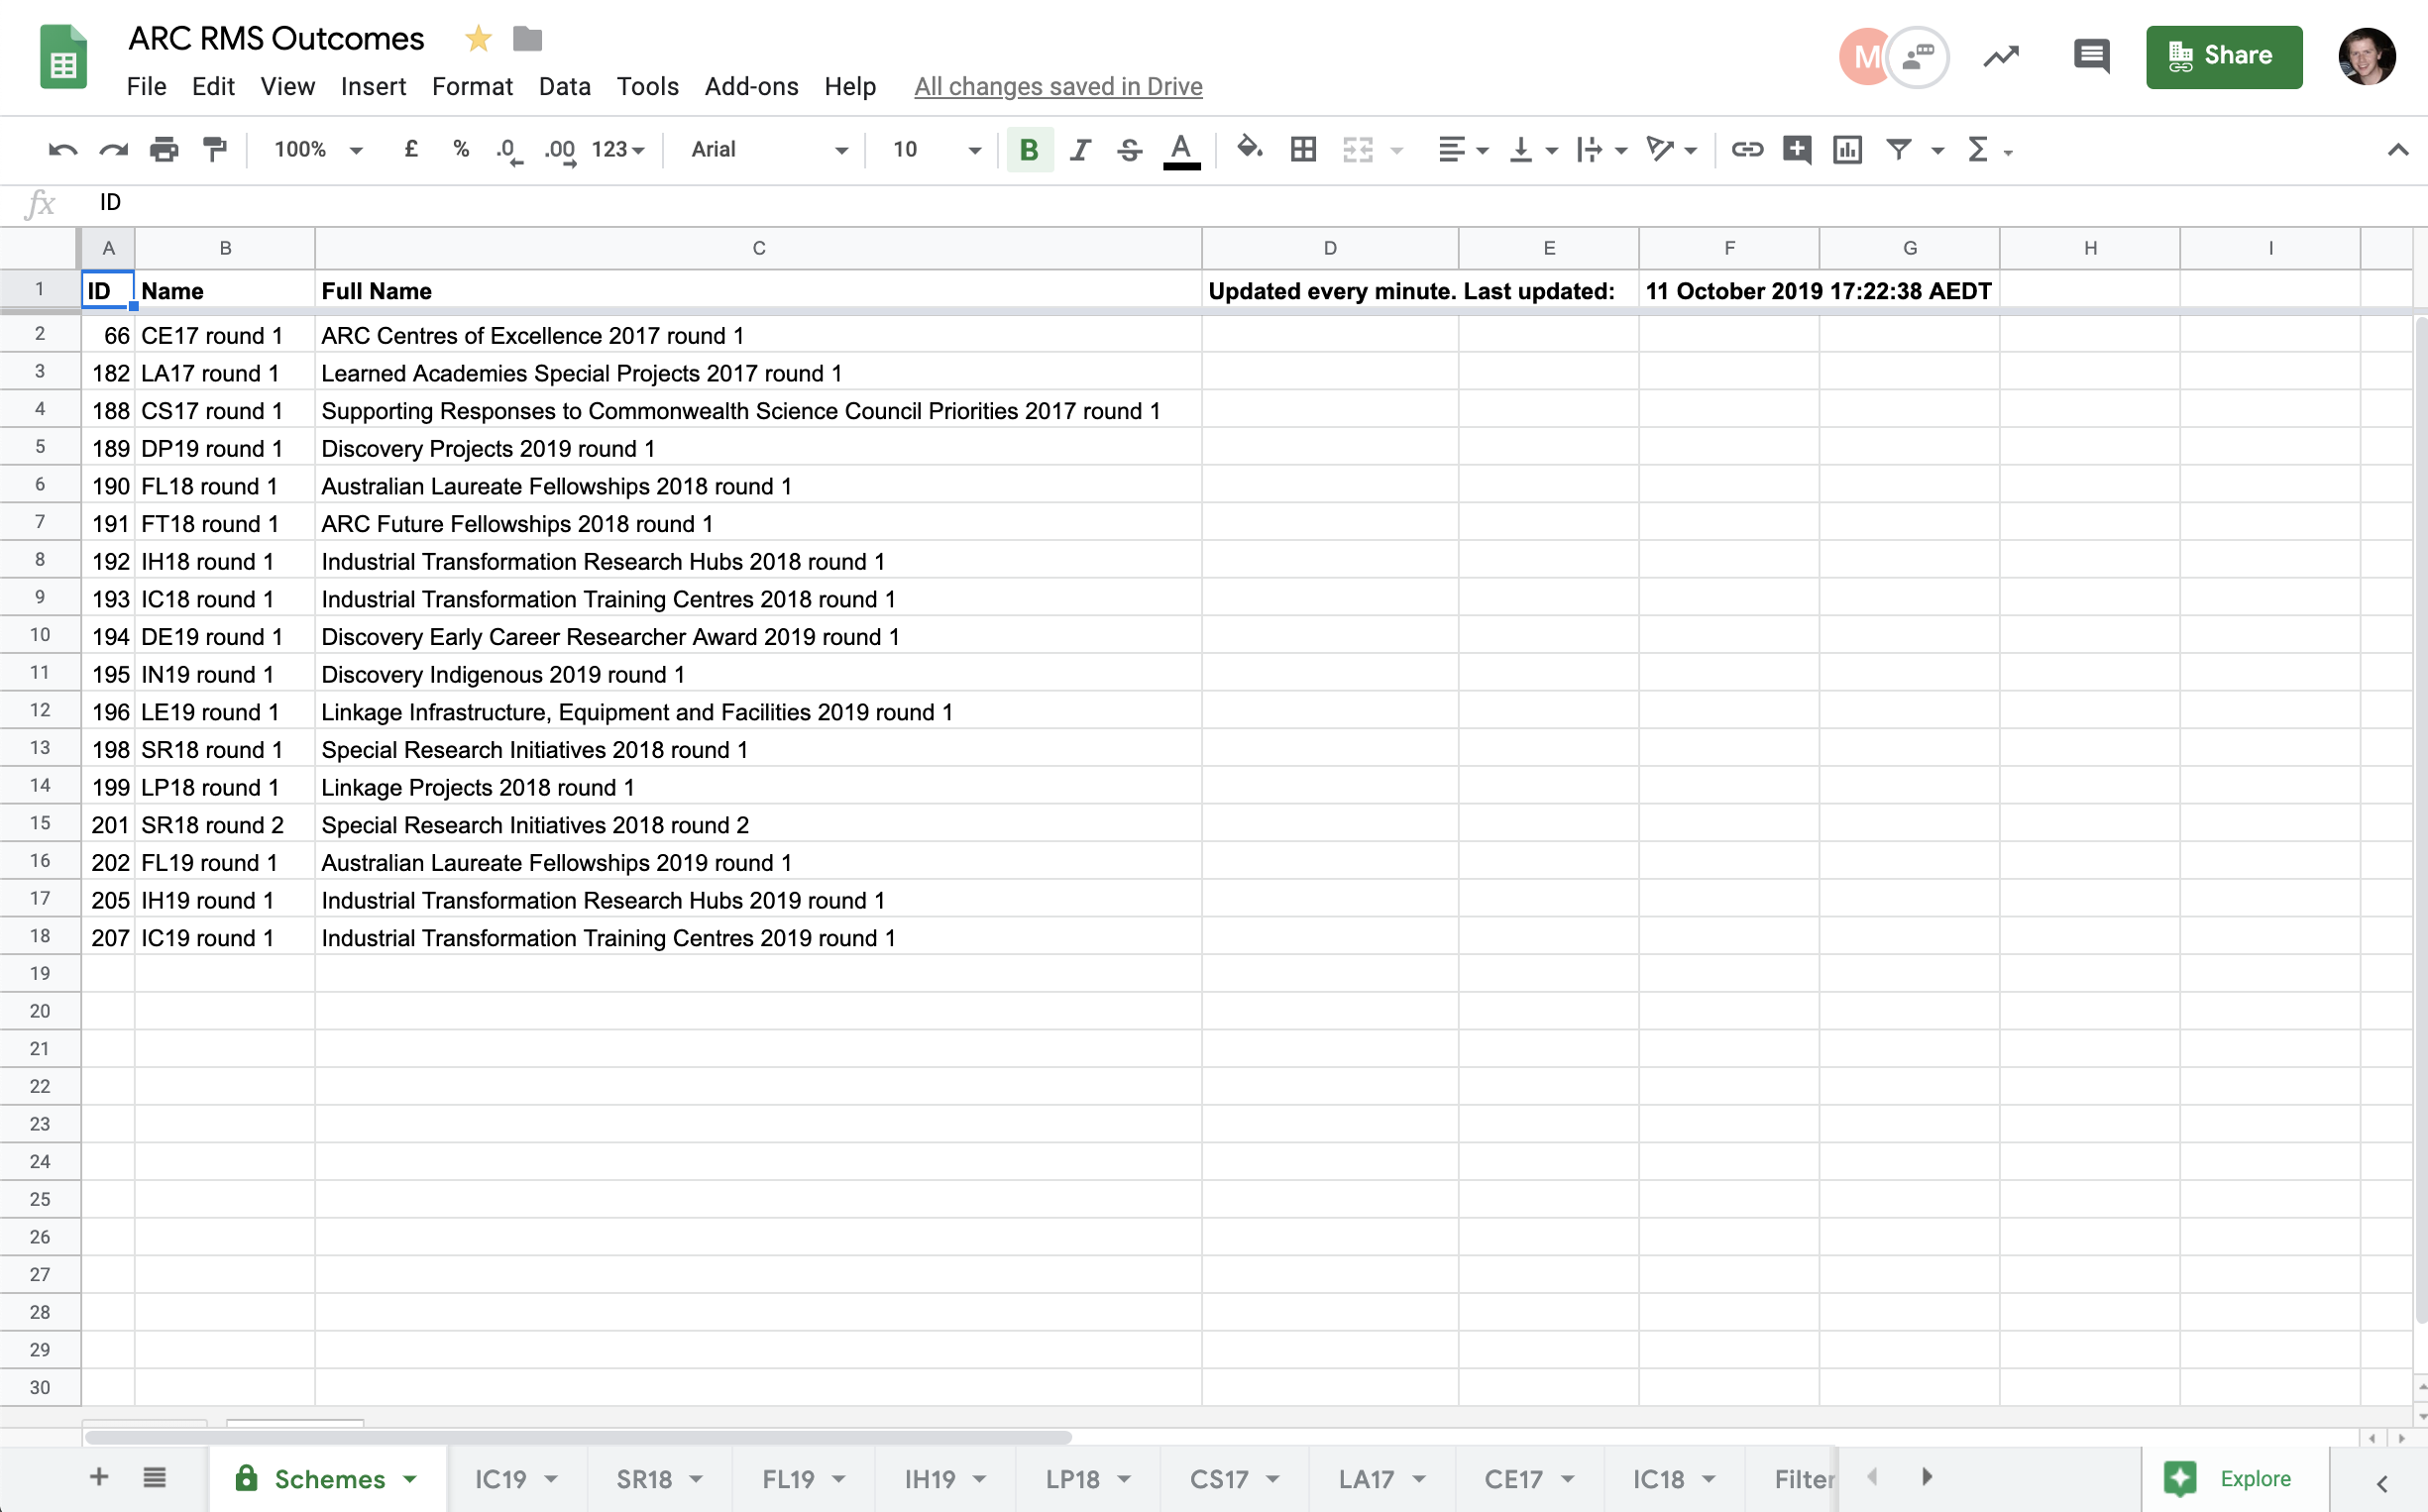 ARC RMS Outcomes
File Edit View Insert Format Data Tools Add-ons Help All changes saved in Drive
M
Share
100% £ % .0 .00 123 Arial 10 B I S A Σ
fx ID
A B C D E F G H I
1 ID Name Full Name Updated every minute. Last updated: 11 October 2019 17:22:38 AEDT
2 66 CE17 round 1 ARC Centres of Excellence 2017 round 1
3 182 LA17 round 1 Learned Academies Special Projects 2017 round 1
4 188 CS17 round 1 Supporting Responses to Commonwealth Science Council Priorities 2017 round 1
5 189 DP19 round 1 Discovery Projects 2019 round 1
6 190 FL18 round 1 Australian Laureate Fellowships 2018 round 1
7 191 FT18 round 1 ARC Future Fellowships 2018 round 1
8 192 IH18 round 1 Industrial Transformation Research Hubs 2018 round 1
9 193 IC18 round 1 Industrial Transformation Training Centres 2018 round 1
10 194 DE19 round 1 Discovery Early Career Researcher Award 2019 round 1
11 195 IN19 round 1 Discovery Indigenous 2019 round 1
12 196 LE19 round 1 Linkage Infrastructure, Equipment and Facilities 2019 round 1
13 198 SR18 round 1 Special Research Initiatives 2018 round 1
14 199 LP18 round 1 Linkage Projects 2018 round 1
15 201 SR18 round 2 Special Research Initiatives 2018 round 2
16 202 FL19 round 1 Australian Laureate Fellowships 2019 round 1
17 205 IH19 round 1 Industrial Transformation Research Hubs 2019 round 1
18 207 IC19 round 1 Industrial Transformation Training Centres 2019 round 1
19
20
21
22
23
24
25
26
27
28
29
30
Schemes IC19 SR18 FL19 IH19 LP18 CS17 LA17 CE17 IC18 Filter Explore